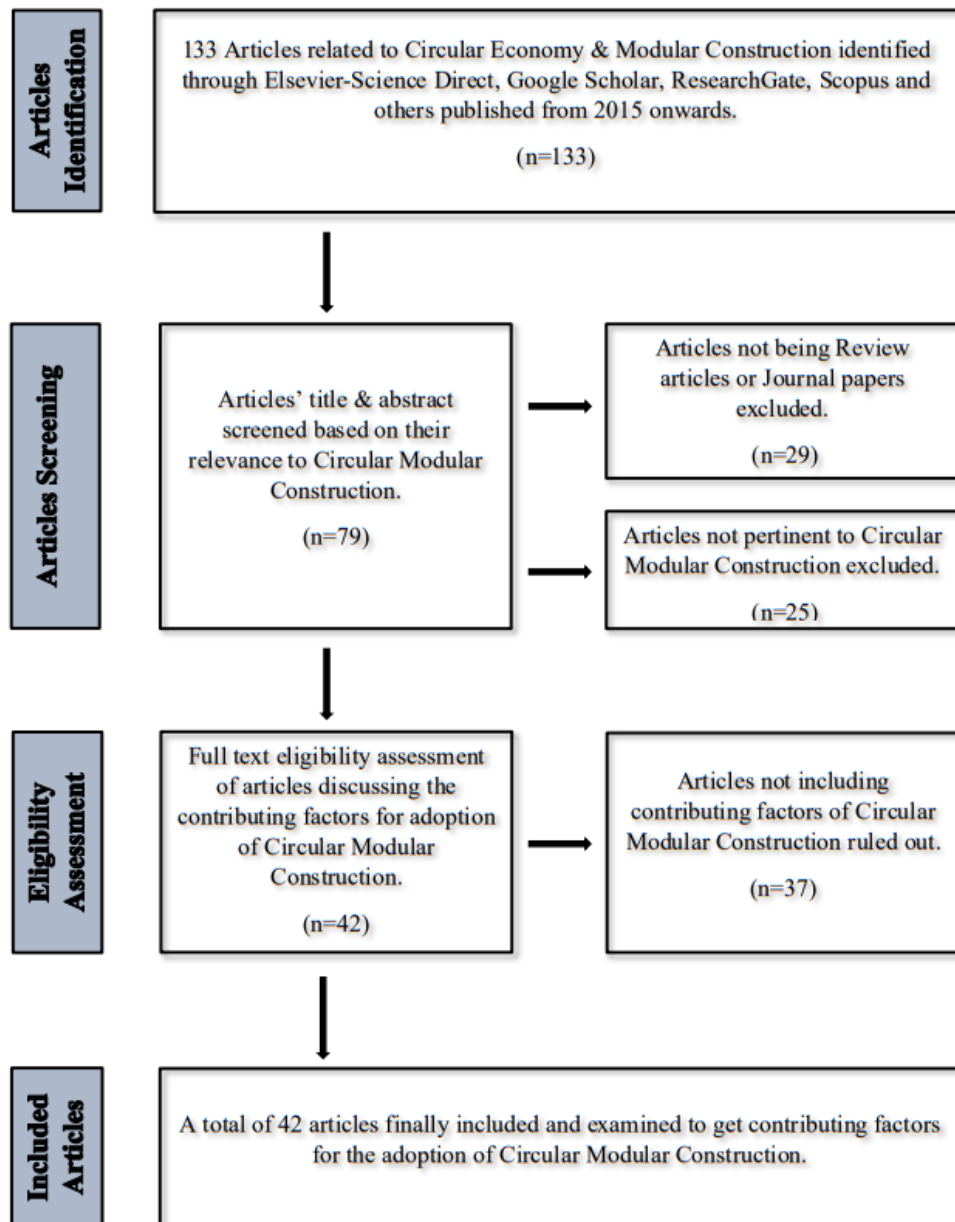 Articles
Identification
133 Articles related to Circular Economy & Modular Construction identified
through Elsevier-Science Direct, Google Scholar, ResearchGate, Scopus and
others published from 2015 onwards.
(n=133)
Articles Screening
Articles’ title & abstract
screened based on their
relevance to Circular Modular
Construction.
(n=79)
Articles not being Review
articles or Journal papers
excluded.
(n=29)
Articles not pertinent to Circular
Modular Construction excluded.
(n=25)
Eligibility
Assessment
Full text eligibility assessment
of articles discussing the
contributing factors for adoption
of Circular Modular
Construction.
(n=42)
Articles not including
contributing factors of Circular
Modular Construction ruled out.
(n=37)
Included
Articles
A total of 42 articles finally included and examined to get contributing factors
for the adoption of Circular Modular Construction.